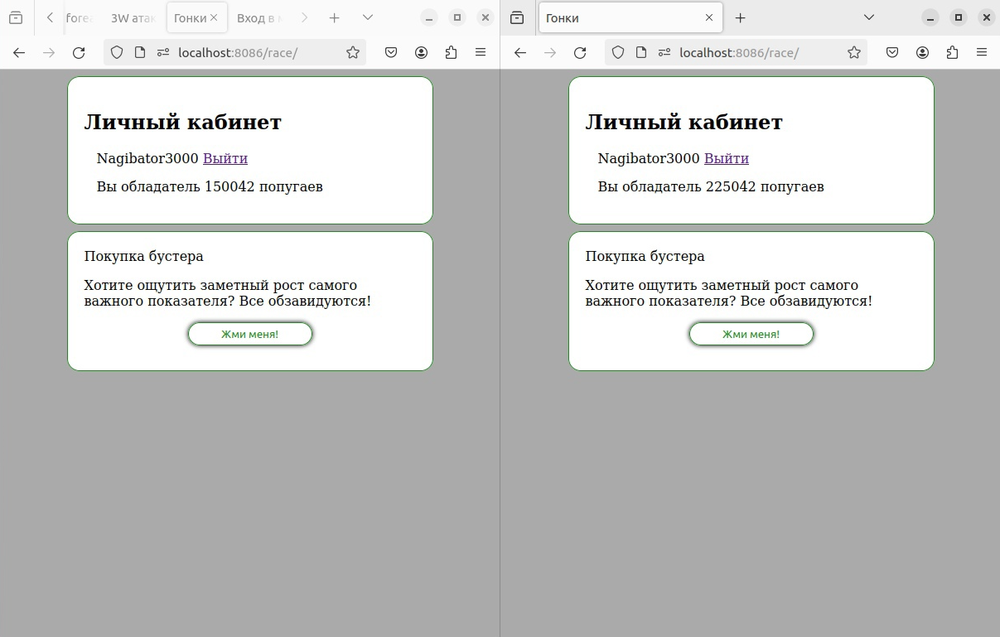 fore
3W атак
Гонки
Вход в
localhost:8086/race/
Личный кабинет
Nagibator3000 Выйти
Вы обладатель 150042 попугаев
Покупка бустера
Хотите ощутить заметный рост самого
важного показателя? Все обзавидуются!
Жми меня!
Гонки
localhost:8086/race/
Личный кабинет
Nagibator3000 Выйти
Вы обладатель 225042 попугаев
Покупка бустера
Хотите ощутить заметный рост самого
важного показателя? Все обзавидуются!
Жми меня!